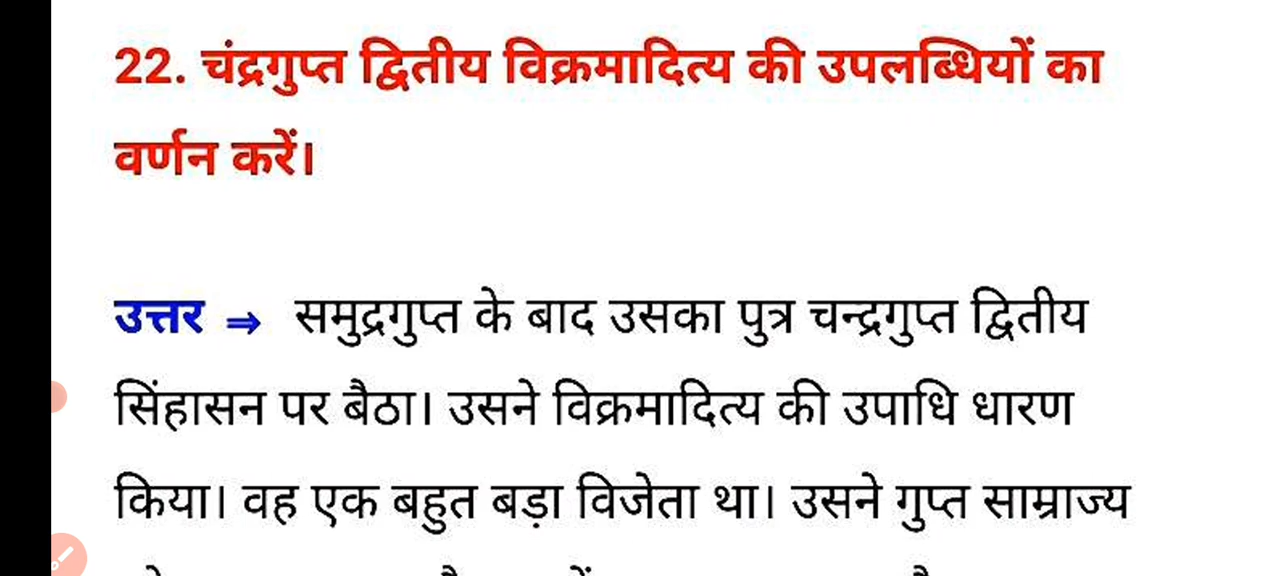 22. चंद्रगुप्त द्वितीय विक्रमादित्य की उपलब्धियों का
वर्णन करें।
उत्तर ⇒ समुद्रगुप्त के बाद उसका पुत्र चन्द्रगुप्त द्वितीय
सिंहासन पर बैठा। उसने विक्रमादित्य की उपाधि धारण
किया। वह एक बहुत बड़ा विजेता था। उसने गुप्त साम्राज्य